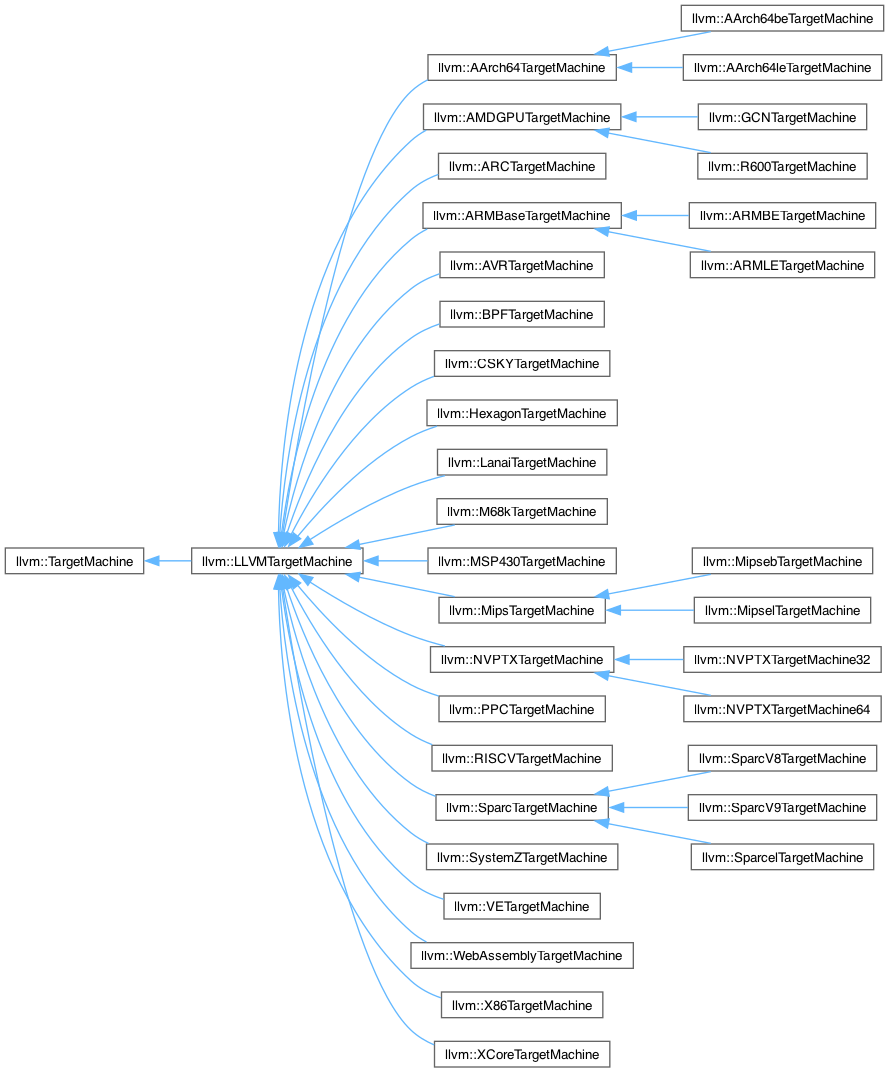 llvm::AArch64beTargetMachine
llvm::AArch64TargetMachine
llvm::AArch64leTargetMachine
llvm::AMDGPUTargetMachine
llvm::GCNTargetMachine
llvm::ARCTargetMachine
llvm::R600TargetMachine
llvm::ARMBaseTargetMachine
llvm::ARMBETargetMachine
llvm::AVRTargetMachine
llvm::ARMLETargetMachine
llvm::BPFTargetMachine
llvm::CSKYTargetMachine
llvm::HexagonTargetMachine
llvm::LanaiTargetMachine
llvm::M68kTargetMachine
llvm::TargetMachine
llvm::LLVMTargetMachine
llvm::MSP430TargetMachine
llvm::MipsebTargetMachine
llvm::MipsTargetMachine
llvm::MipselTargetMachine
llvm::NVPTXTargetMachine
llvm::NVPTXTargetMachine32
llvm::PPCTargetMachine
llvm::NVPTXTargetMachine64
llvm::RISCVTargetMachine
llvm::SparcV8TargetMachine
llvm::SparcTargetMachine
llvm::SparcV9TargetMachine
llvm::SystemZTargetMachine
llvm::SparcelTargetMachine
llvm::VETargetMachine
llvm::WebAssemblyTargetMachine
llvm::X86TargetMachine
llvm::XCoreTargetMachine